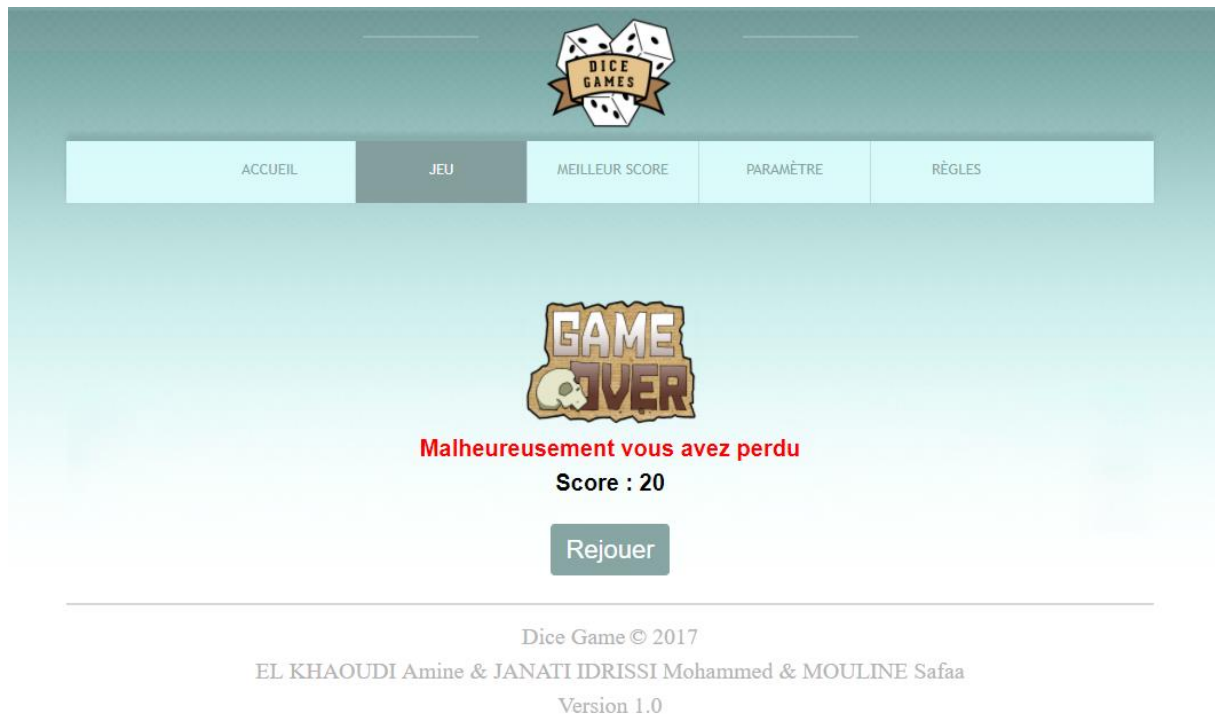 DICE
GAMES
ACCUEIL JEU MEILLEUR SCORE PARAMÈTRE RÈGLES
GAME
OVER
Malheureusement vous avez perdu
Score : 20
Rejouer
Dice Game © 2017
EL KHAOUDI Amine & JANATI IDRISSI Mohammed & MOULINE Safaa
Version 1.0